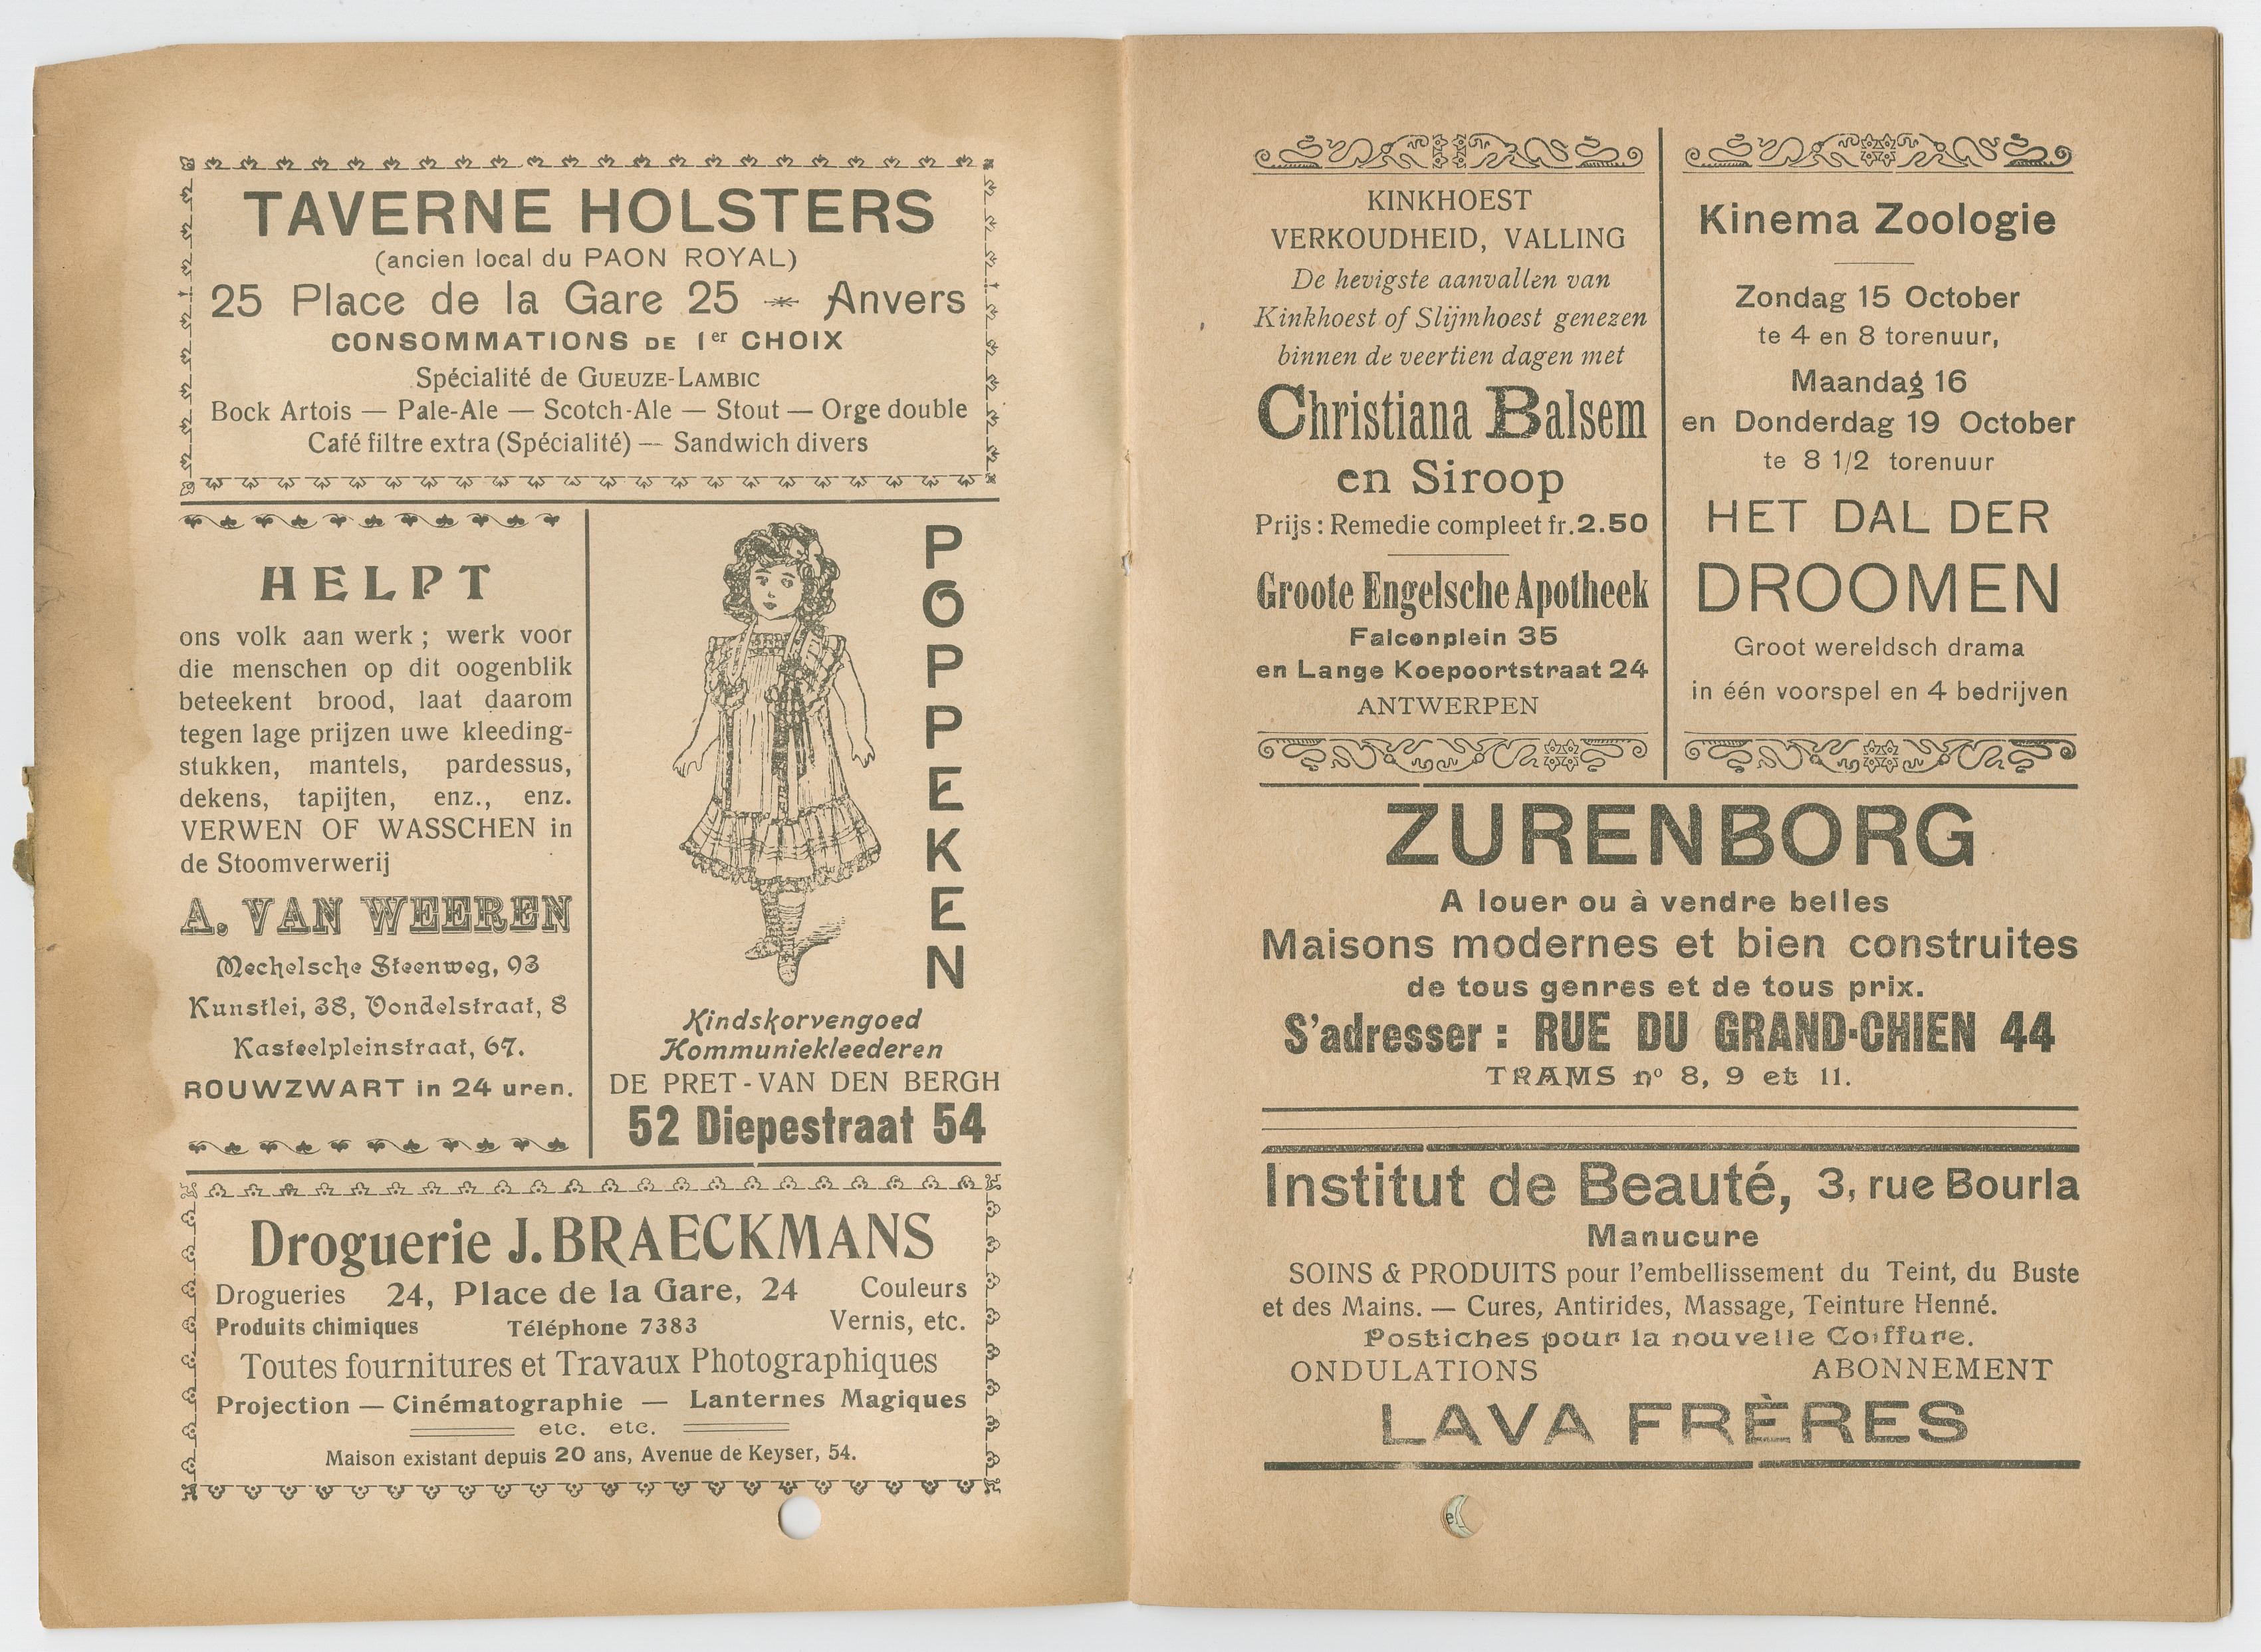 TAVERNE HOLSTERS
(ancien local du PAON ROYAL)
25 Place de la Gare 25 Anvers
CONSOMMATIONS DE 1er CHOIX
Spécialité de GUEUZE-LAMBIC
Bock Artois — Pale-Ale — Scotch-Ale — Stout — Orge double
Café filtre extra (Spécialité) — Sandwich divers
HELPT
ons volk aan werk ; werk voor
die menschen op dit oogenblik
beteekent brood, laat daarom
tegen lage prijzen uwe kleeding-
stukken, mantels, pardessus,
dekens, tapijten, enz., enz.
VERWEN OF WASSCHEN in
de Stoomverwerij
A. VAN WEEREN
Mechelsche Steenweg, 93
Kunstlei, 38, Vondelstraat, 8
Kasteelpleinstraat, 67.
ROUWZWART in 24 uren.
POPPEKEN
Kindskorvengoed
Kommuniekleederen
DE PRET - VAN DEN BERGH
52 Diepestraat 54
Droguerie J. BRAECKMANS
Drogueries 24, Place de la Gare, 24 Couleurs
Produits chimiques Téléphone 7383 Vernis, etc.
Toutes fournitures et Travaux Photographiques
Projection — Cinématographie — Lanternes Magiques
etc. etc.
Maison existant depuis 20 ans, Avenue de Keyser, 54.
KINKHOEST
VERKOUDHEID, VALLING
De hevigste aanvallen van
Kinkhoest of Slijmhoest genezen
binnen de veertien dagen met
Christiana Balsem
en Siroop
Prijs : Remedie compleet fr. 2.50
Groote Engelsche Apotheek
Falconplein 35
en Lange Koepoortstraat 24
ANTWERPEN
Kinema Zoologie
Zondag 15 October
te 4 en 8 torenuur,
Maandag 16
en Donderdag 19 October
te 8 1/2 torenuur
HET DAL DER
DROOMEN
Groot wereldsch drama
in één voorspel en 4 bedrijven
ZURENBORG
A louer ou à vendre belles
Maisons modernes et bien construites
de tous genres et de tous prix.
S'adresser : RUE DU GRAND-CHIEN 44
TRAMS nº 8, 9 et 11.
Institut de Beauté, 3, rue Bourla
Manucure
SOINS & PRODUITS pour l'embellissement du Teint, du Buste
et des Mains. — Cures, Antirides, Massage, Teinture Henné.
Postiches pour la nouvelle Coiffure.
ONDULATIONS ABONNEMENT
LAVA FRÈRES